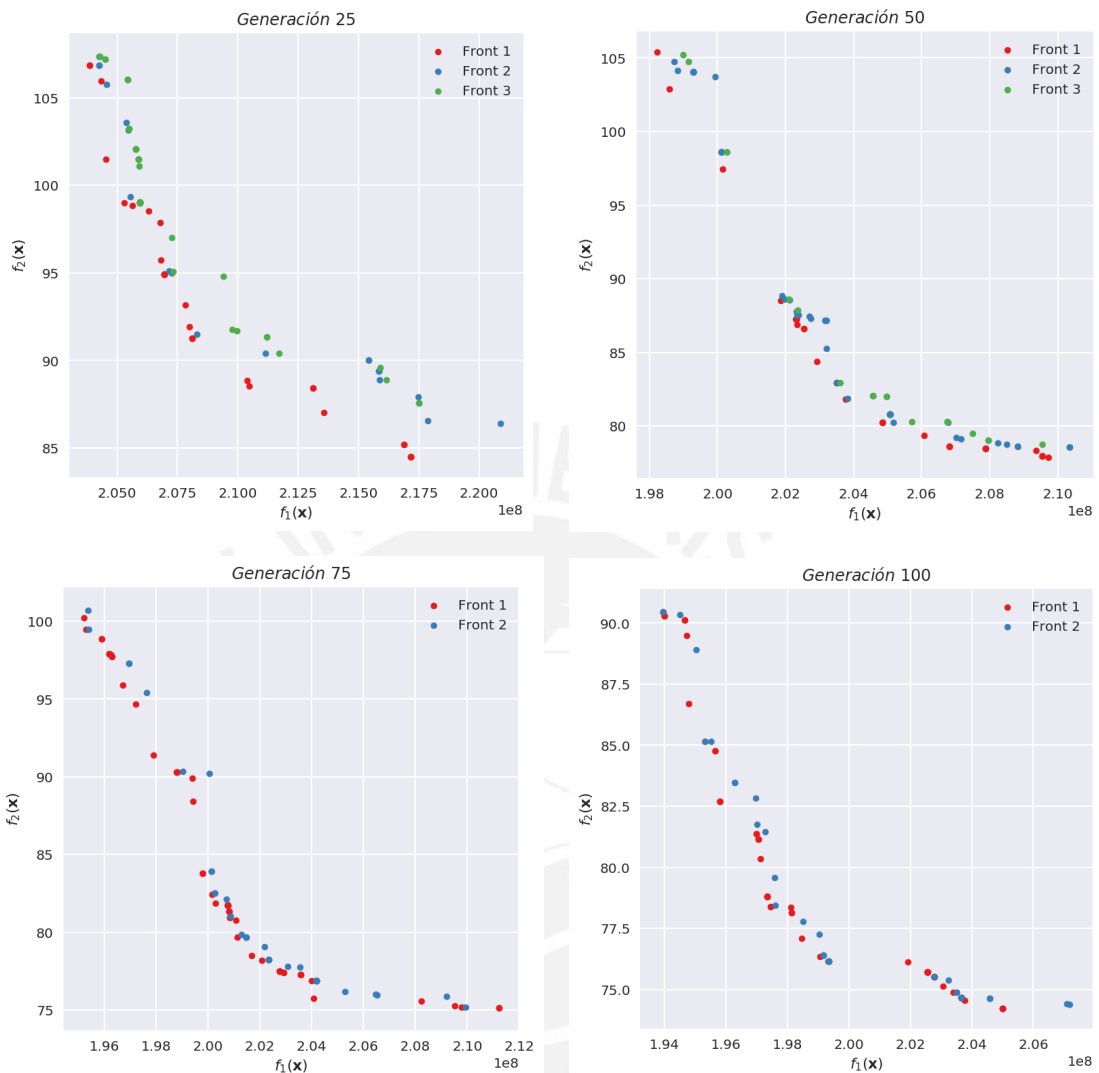 Generación 25
Front 1
Front 2
Front 3
105
100
95
90
85
f₂(x)
2.050 2.075 2.100 2.125 2.150 2.175 2.200
1e8
f₁(x)
Generación 50
Front 1
Front 2
Front 3
105
100
95
90
85
80
f₂(x)
1.98 2.00 2.02 2.04 2.06 2.08 2.10
1e8
f₁(x)
Generación 75
Front 1
Front 2
100
95
90
85
80
75
f₂(x)
1.96 1.98 2.00 2.02 2.04 2.06 2.08 2.10 2.12
1e8
f₁(x)
Generación 100
Front 1
Front 2
90.0
87.5
85.0
82.5
80.0
77.5
75.0
f₂(x)
1.94 1.96 1.98 2.00 2.02 2.04 2.06
1e8
f₁(x)